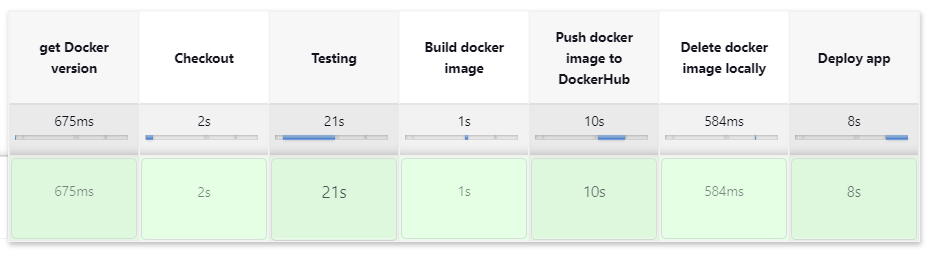 get Docker version
Checkout
Testing
Build docker image
Push docker image to DockerHub
Delete docker image locally
Deploy app
675ms 2s 21s 1s 10s 584ms 8s
675ms 2s 21s 1s 10s 584ms 8s